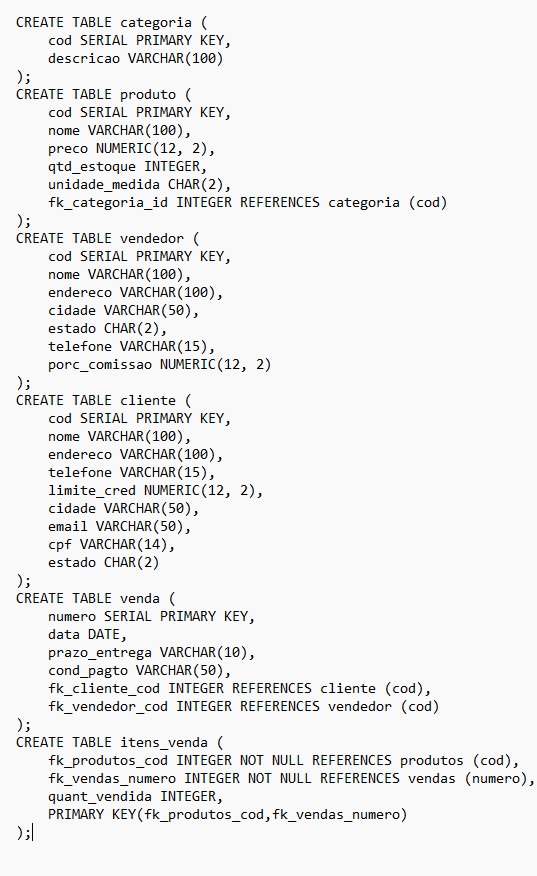 CREATE TABLE categoria (
    cod SERIAL PRIMARY KEY,
    descricao VARCHAR(100)
);
CREATE TABLE produto (
    cod SERIAL PRIMARY KEY,
    nome VARCHAR(100),
    preco NUMERIC(12, 2),
    qtd_estoque INTEGER,
    unidade_medida CHAR(2),
    fk_categoria_id INTEGER REFERENCES categoria (cod)
);
CREATE TABLE vendedor (
    cod SERIAL PRIMARY KEY,
    nome VARCHAR(100),
    endereco VARCHAR(100),
    cidade VARCHAR(50),
    estado CHAR(2),
    telefone VARCHAR(15),
    porc_comissao NUMERIC(12, 2)
);
CREATE TABLE cliente (
    cod SERIAL PRIMARY KEY,
    nome VARCHAR(100),
    endereco VARCHAR(100),
    telefone VARCHAR(15),
    limite_cred NUMERIC(12, 2),
    cidade VARCHAR(50),
    email VARCHAR(50),
    cpf VARCHAR(14),
    estado CHAR(2)
);
CREATE TABLE venda (
    numero SERIAL PRIMARY KEY,
    data DATE,
    prazo_entrega VARCHAR(10),
    cond_pagto VARCHAR(50),
    fk_cliente_cod INTEGER REFERENCES cliente (cod),
    fk_vendedor_cod INTEGER REFERENCES vendedor (cod)
);
CREATE TABLE itens_venda (
    fk_produtos_cod INTEGER NOT NULL REFERENCES produtos (cod),
    fk_vendas_numero INTEGER NOT NULL REFERENCES vendas (numero),
    quant_vendida INTEGER,
    PRIMARY KEY(fk_produtos_cod,fk_vendas_numero)
);